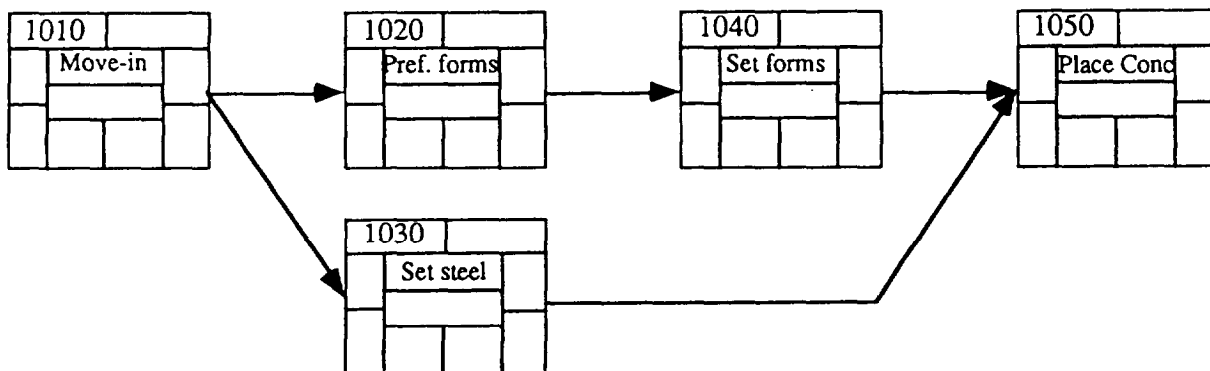 1010
Move-in
1020
Pref. forms
1040
Set forms
1050
Place Conc
1030
Set steel